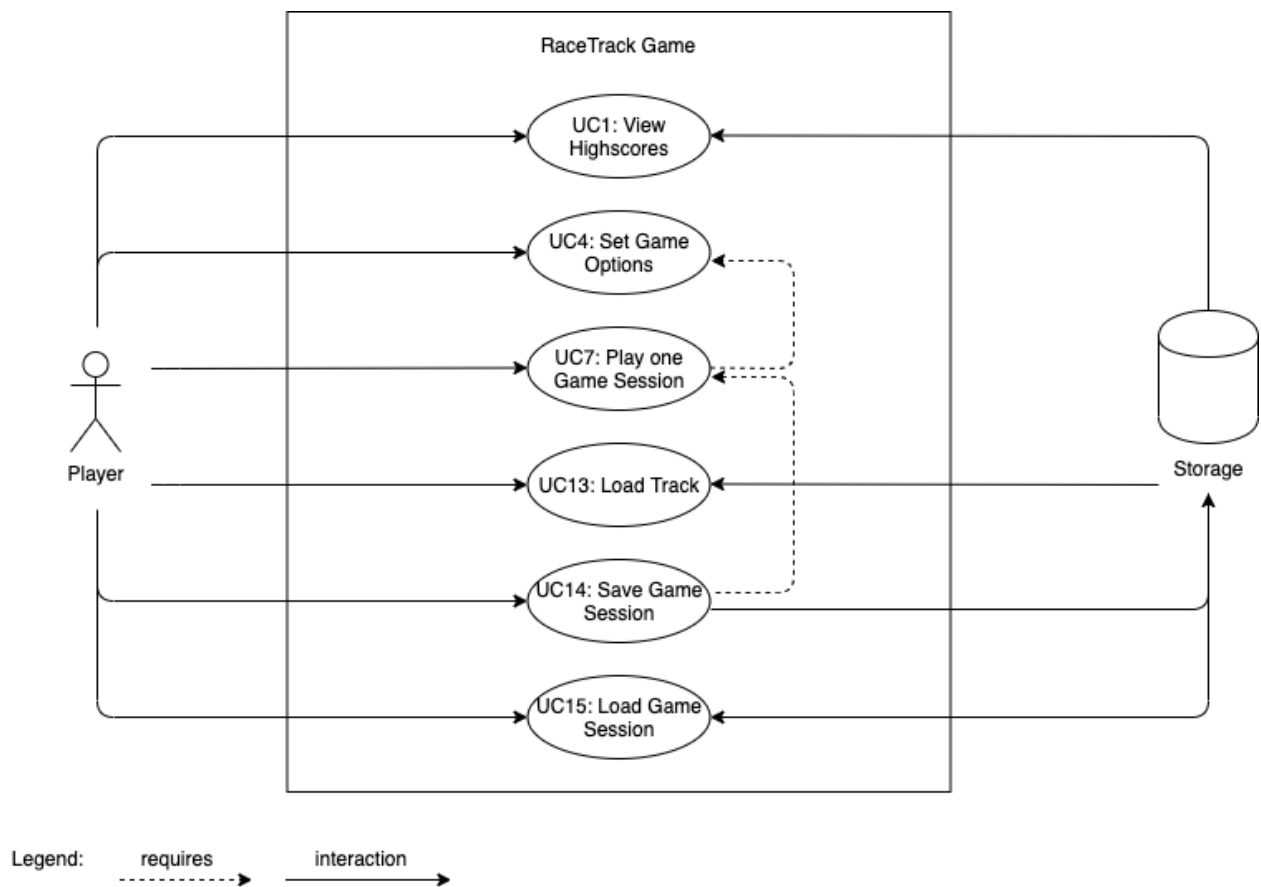 RaceTrack Game
UC1: View
Highscores
UC4: Set Game
Options
UC7: Play one
Game Session
Player
UC13: Load Track
Storage
UC14: Save Game
Session
UC15: Load Game
Session
Legend:
requires
interaction